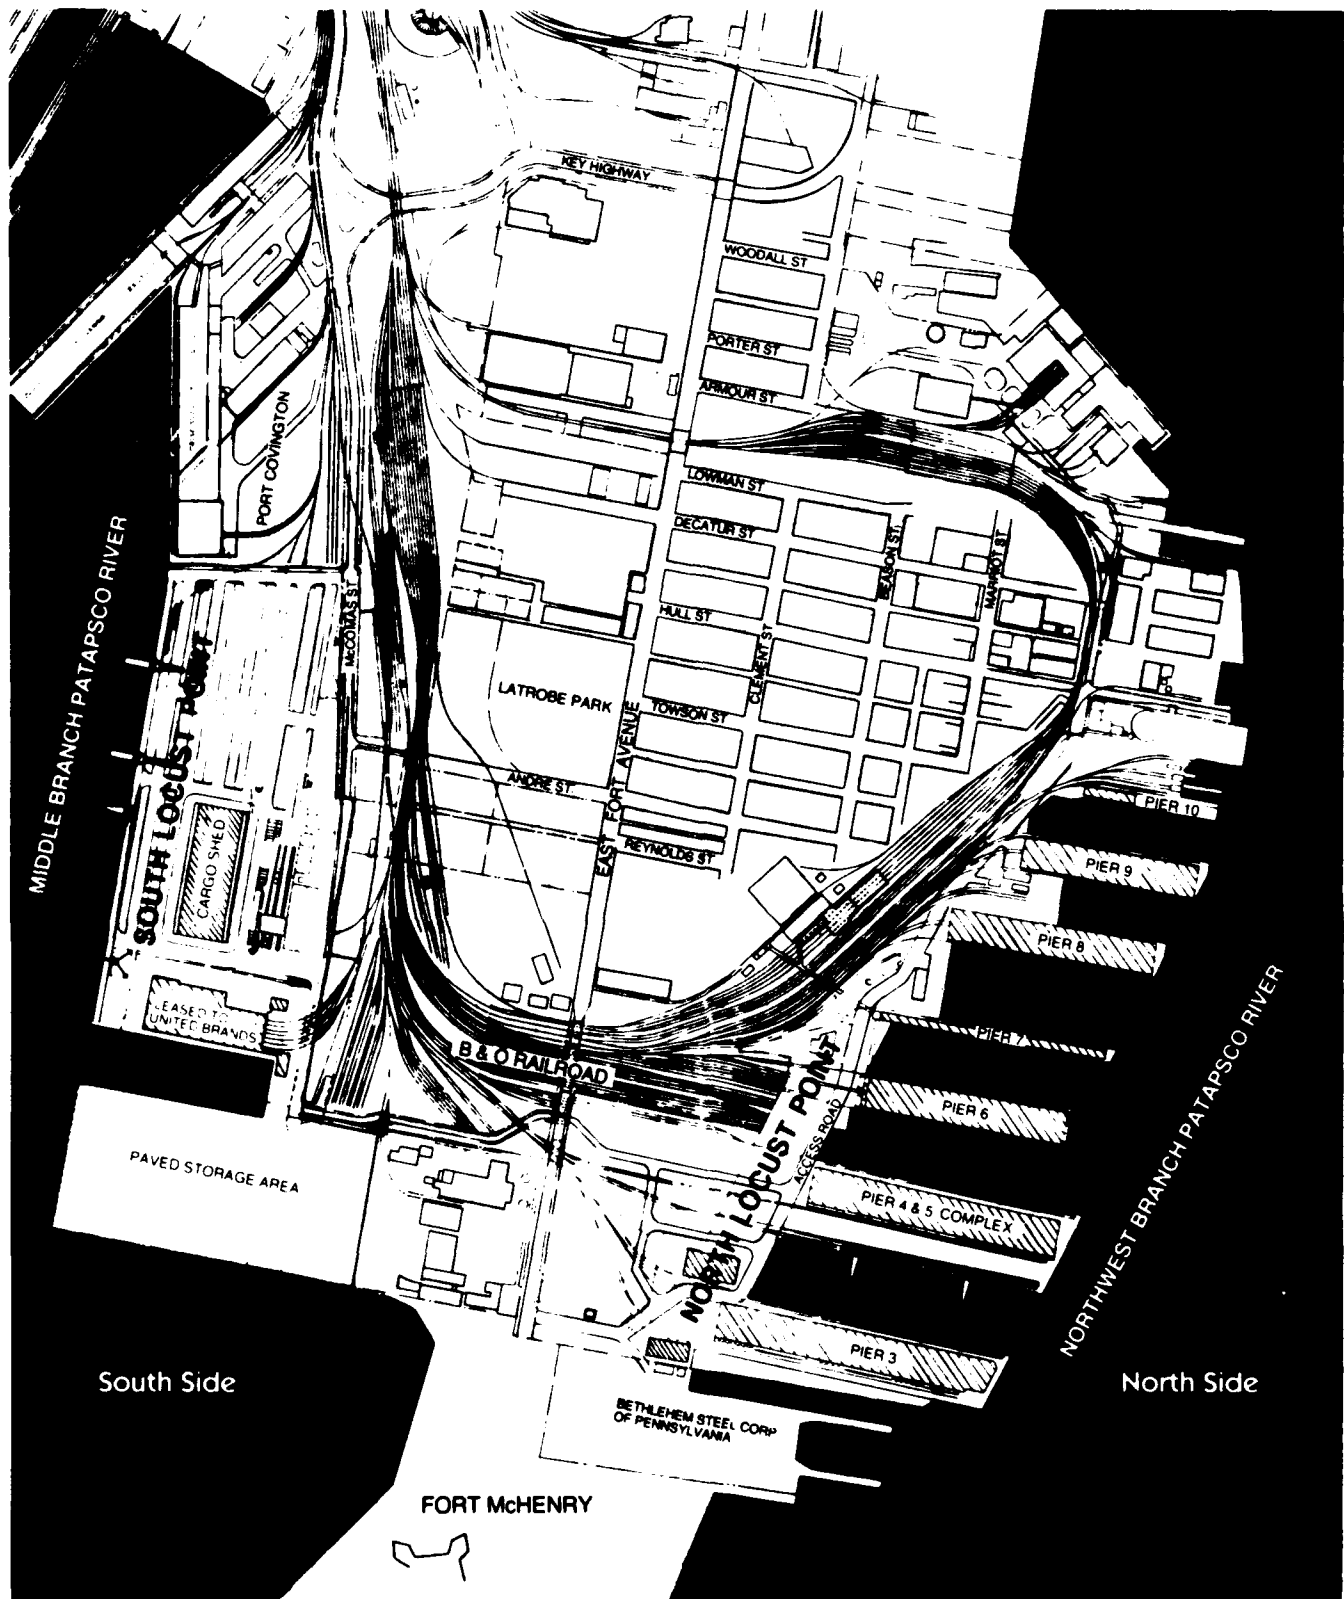 KEY HIGHWAY
WOODALL ST
PORTER ST
ARMOUR ST
PORT COVINGTON
LOWMAN ST
DECATUR ST
BEASON ST
MARRIOT ST
MCCOMAS ST
HULL ST
CLEMENT ST
LATROBE PARK
TOWSON ST
MIDDLE BRANCH PATAPSCO RIVER
SOUTH LOCUST POINT
ANDRE ST.
EAST FORT AVENUE
REYNOLDS ST
CARGO SHED
PIER 10
PIER 9
PIER 8
LEASED TO
UNITED BRANDS
PIER 7
B & O RAILROAD
PIER 6
NORTH LOCUST POINT
ACCESS ROAD
NORTHWEST BRANCH PATAPSCO RIVER
PAVED STORAGE AREA
PIER 4 & 5 COMPLEX
PIER 3
South Side
North Side
BETHLEHEM STEEL CORP
OF PENNSYLVANIA
FORT McHENRY